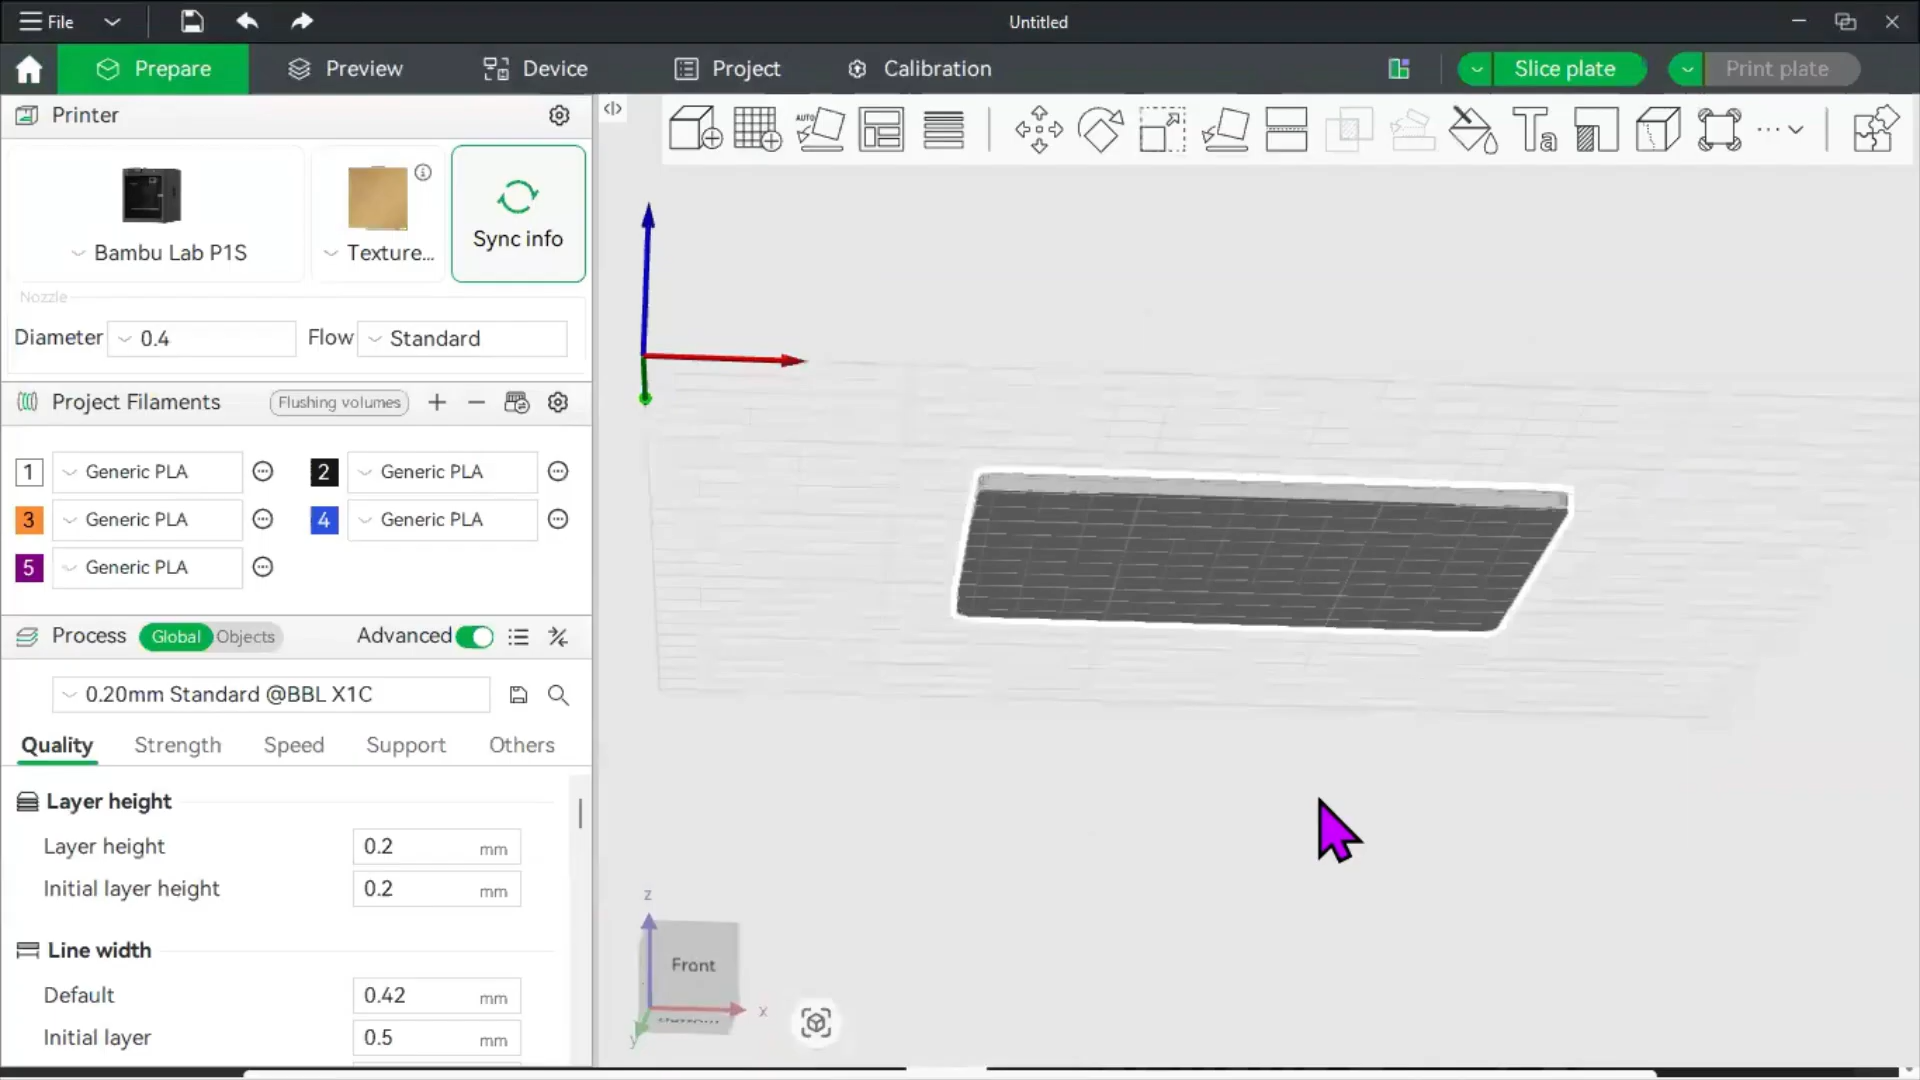 File
Untitled
Prepare
Preview
Device
Project
Calibration
Slice plate
Print plate
Printer
AUTO
Bambu Lab P1S
Texture...
Sync info
Nozzle
Diameter 0.4 Flow Standard
Project Filaments Flushing volumes
1 Generic PLA 2 Generic PLA
3 Generic PLA 4 Generic PLA
5 Generic PLA
Process Global Objects Advanced
0.20mm Standard @BBL X1C
Quality Strength Speed Support Others
Layer height
Layer height 0.2 mm
Initial layer height 0.2 mm
Line width
Default 0.42 mm
Initial layer 0.5 mm
z
Front
x
y